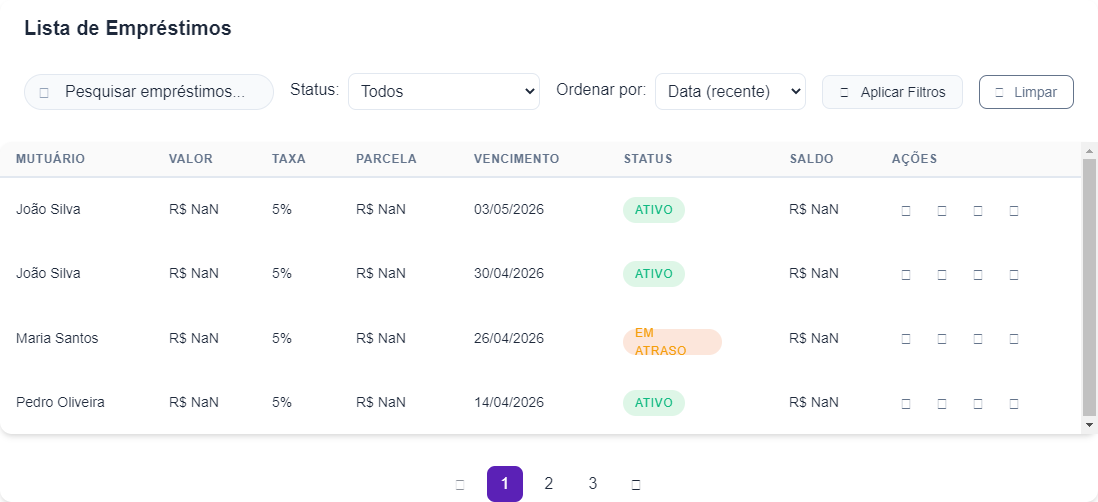 Lista de Empréstimos
Pesquisar empréstimos... Status: Todos Ordenar por: Data (recente) Aplicar Filtros Limpar
MUTUÁRIO VALOR TAXA PARCELA VENCIMENTO STATUS SALDO AÇÕES
João Silva R$ NaN 5% R$ NaN 03/05/2026 ATIVO R$ NaN
João Silva R$ NaN 5% R$ NaN 30/04/2026 ATIVO R$ NaN
Maria Santos R$ NaN 5% R$ NaN 26/04/2026 EM ATRASO R$ NaN
Pedro Oliveira R$ NaN 5% R$ NaN 14/04/2026 ATIVO R$ NaN
1 2 3